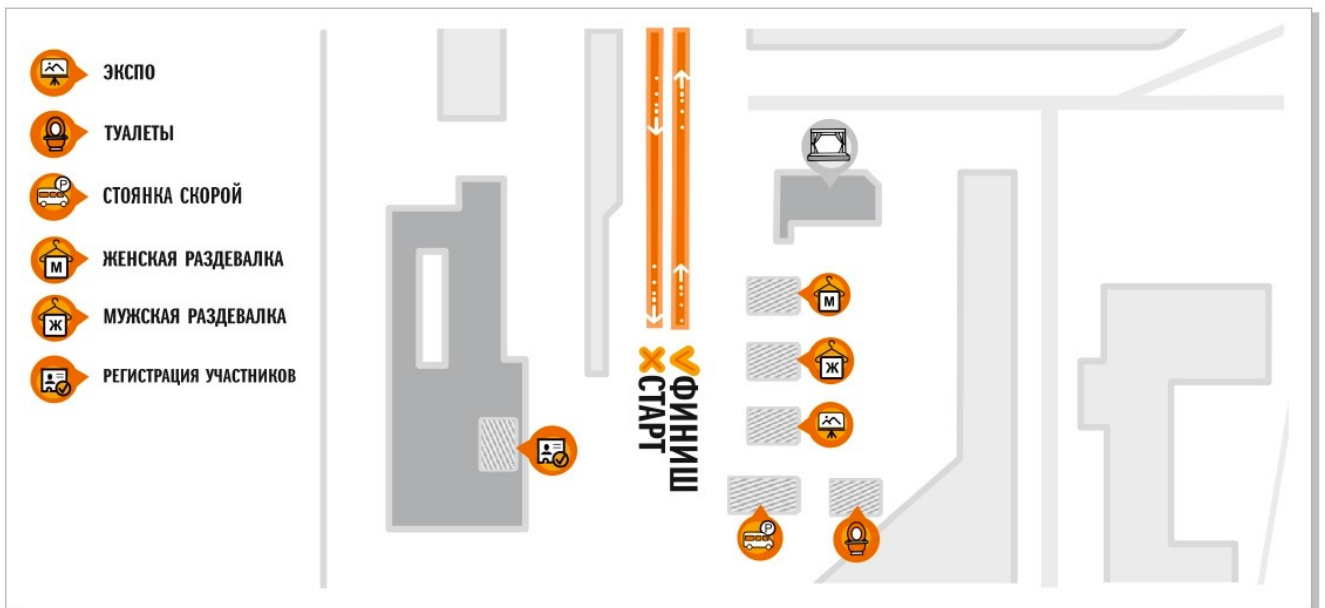 ЭКСПО
ТУАЛЕТЫ
P
СТОЯНКА СКОРОЙ
М
ЖЕНСКАЯ РАЗДЕВАЛКА
Ж
МУЖСКАЯ РАЗДЕВАЛКА
РЕГИСТРАЦИЯ УЧАСТНИКОВ
СТАРТ
ФИНИШ
М
Ж
P